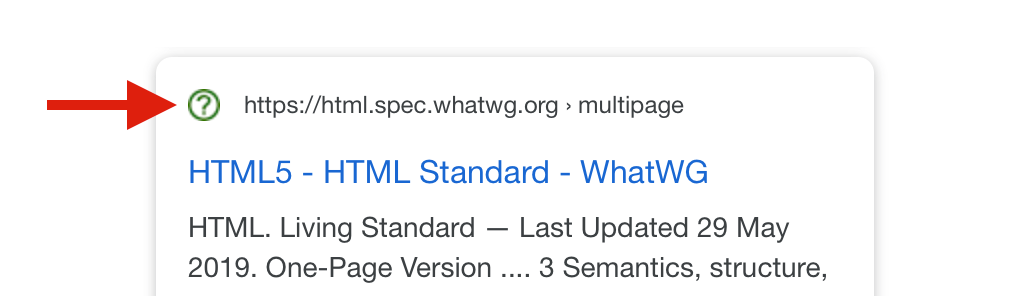 https://html.spec.whatwg.org › multipage
HTML5 - HTML Standard - WhatWG
HTML. Living Standard — Last Updated 29 May
2019. One-Page Version .... 3 Semantics, structure,